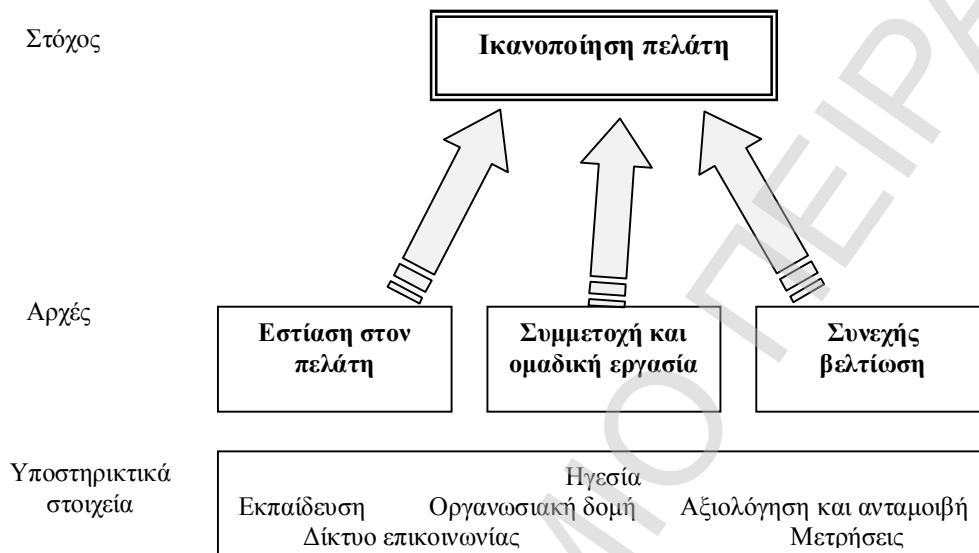 Στόχος
Ικανοποίηση πελάτη
Αρχές
Εστίαση στον
πελάτη
Συμμετοχή και
ομαδική εργασία
Συνεχής
βελτίωση
Υποστηρικτικά
στοιχεία
Ηγεσία
Εκπαίδευση Οργανωσιακή δομή Αξιολόγηση και ανταμοιβή
Δίκτυο επικοινωνίας Μετρήσεις